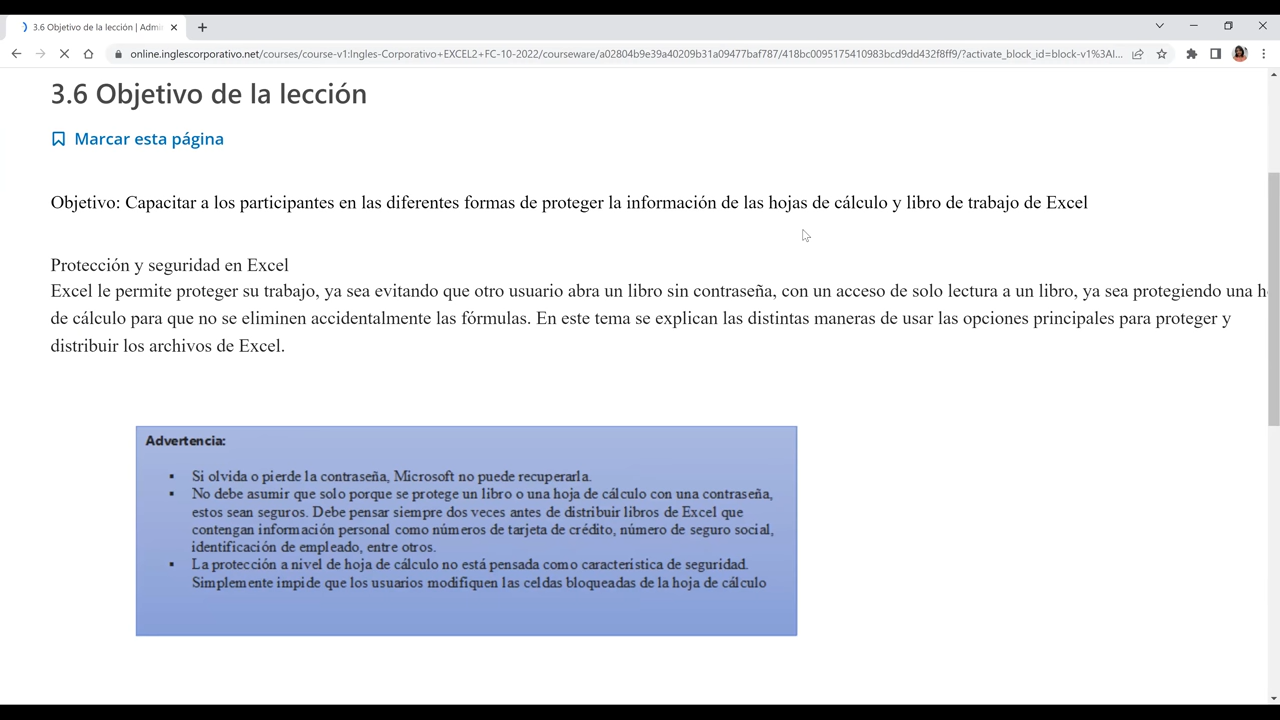 3.6 Objetivo de la lección | Admi
online.inglescorporativo.net/courses/course-v1:Ingles-Corporativo+EXCEL2+FC-10-2022/courseware/a02804b9e39a40209b31a09477baf787/418bc0095175410983bcd9dd432f8ff9/?activate_block_id=block-v1%3Al...
3.6 Objetivo de la lección
Marcar esta página
Objetivo: Capacitar a los participantes en las diferentes formas de proteger la información de las hojas de cálculo y libro de trabajo de Excel
Protección y seguridad en Excel
Excel le permite proteger su trabajo, ya sea evitando que otro usuario abra un libro sin contraseña, con un acceso de solo lectura a un libro, ya sea protegiendo una h
de cálculo para que no se eliminen accidentalmente las fórmulas. En este tema se explican las distintas maneras de usar las opciones principales para proteger y
distribuir los archivos de Excel.
Advertencia:
▪ Si olvida o pierde la contraseña, Microsoft no puede recuperarla.
▪ No debe asumir que solo porque se protege un libro o una hoja de cálculo con una contraseña,
estos sean seguros. Debe pensar siempre dos veces antes de distribuir libros de Excel que
contengan información personal como números de tarjeta de crédito, número de seguro social,
identificación de empleado, entre otros.
▪ La protección a nivel de hoja de cálculo no está pensada como característica de seguridad.
Simplemente impide que los usuarios modifiquen las celdas bloqueadas de la hoja de cálculo